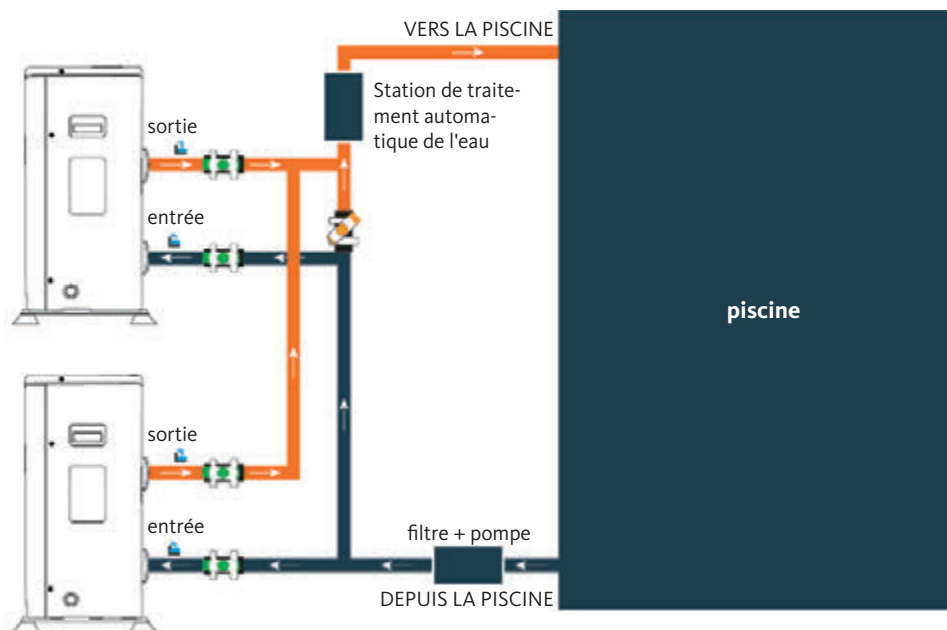 VERS LA PISCINE
Station de traite-
ment automa-
tique de l'eau
sortie
entrée
piscine
sortie
entrée
filtre + pompe
DEPUIS LA PISCINE